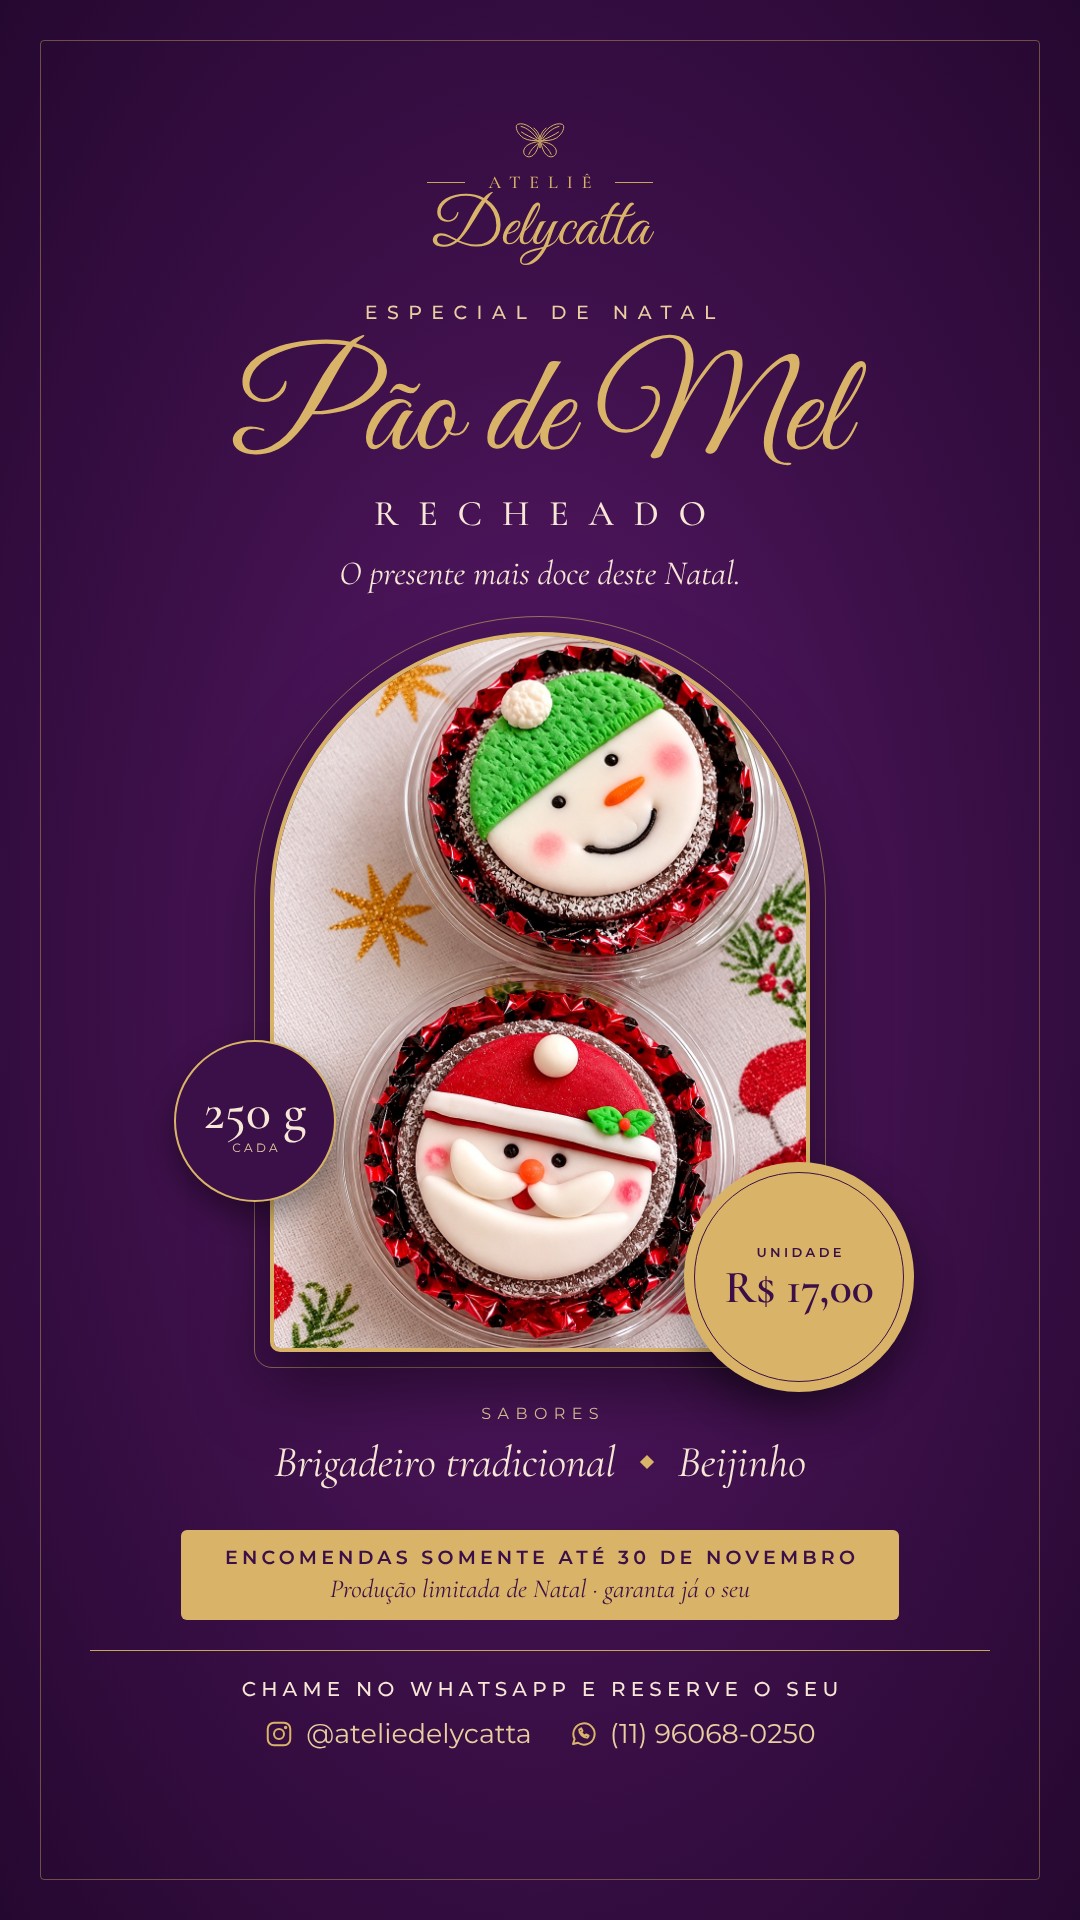 ATELIÊ
Delycatta
ESPECIAL DE NATAL
Pão de Mel
RECHEADO
O presente mais doce deste Natal.
250 g
CADA
UNIDADE
R$ 17,00
SABORES
Brigadeiro tradicional ◆ Beijinho
ENCOMENDAS SOMENTE ATÉ 30 DE NOVEMBRO
Produção limitada de Natal · garanta já o seu
CHAME NO WHATSAPP E RESERVE O SEU
@ateliedelycatta (11) 96068-0250